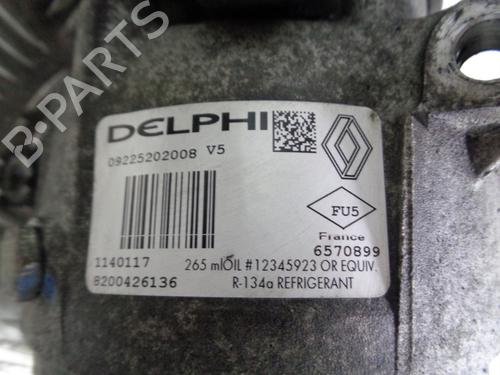 B-PARTS
DELPHI
09225202008 V5
FU5
France
6570899
1140117
265 mlOIL #12345923 OR EQUIV.
8200426136
R-134a REFRIGERANT